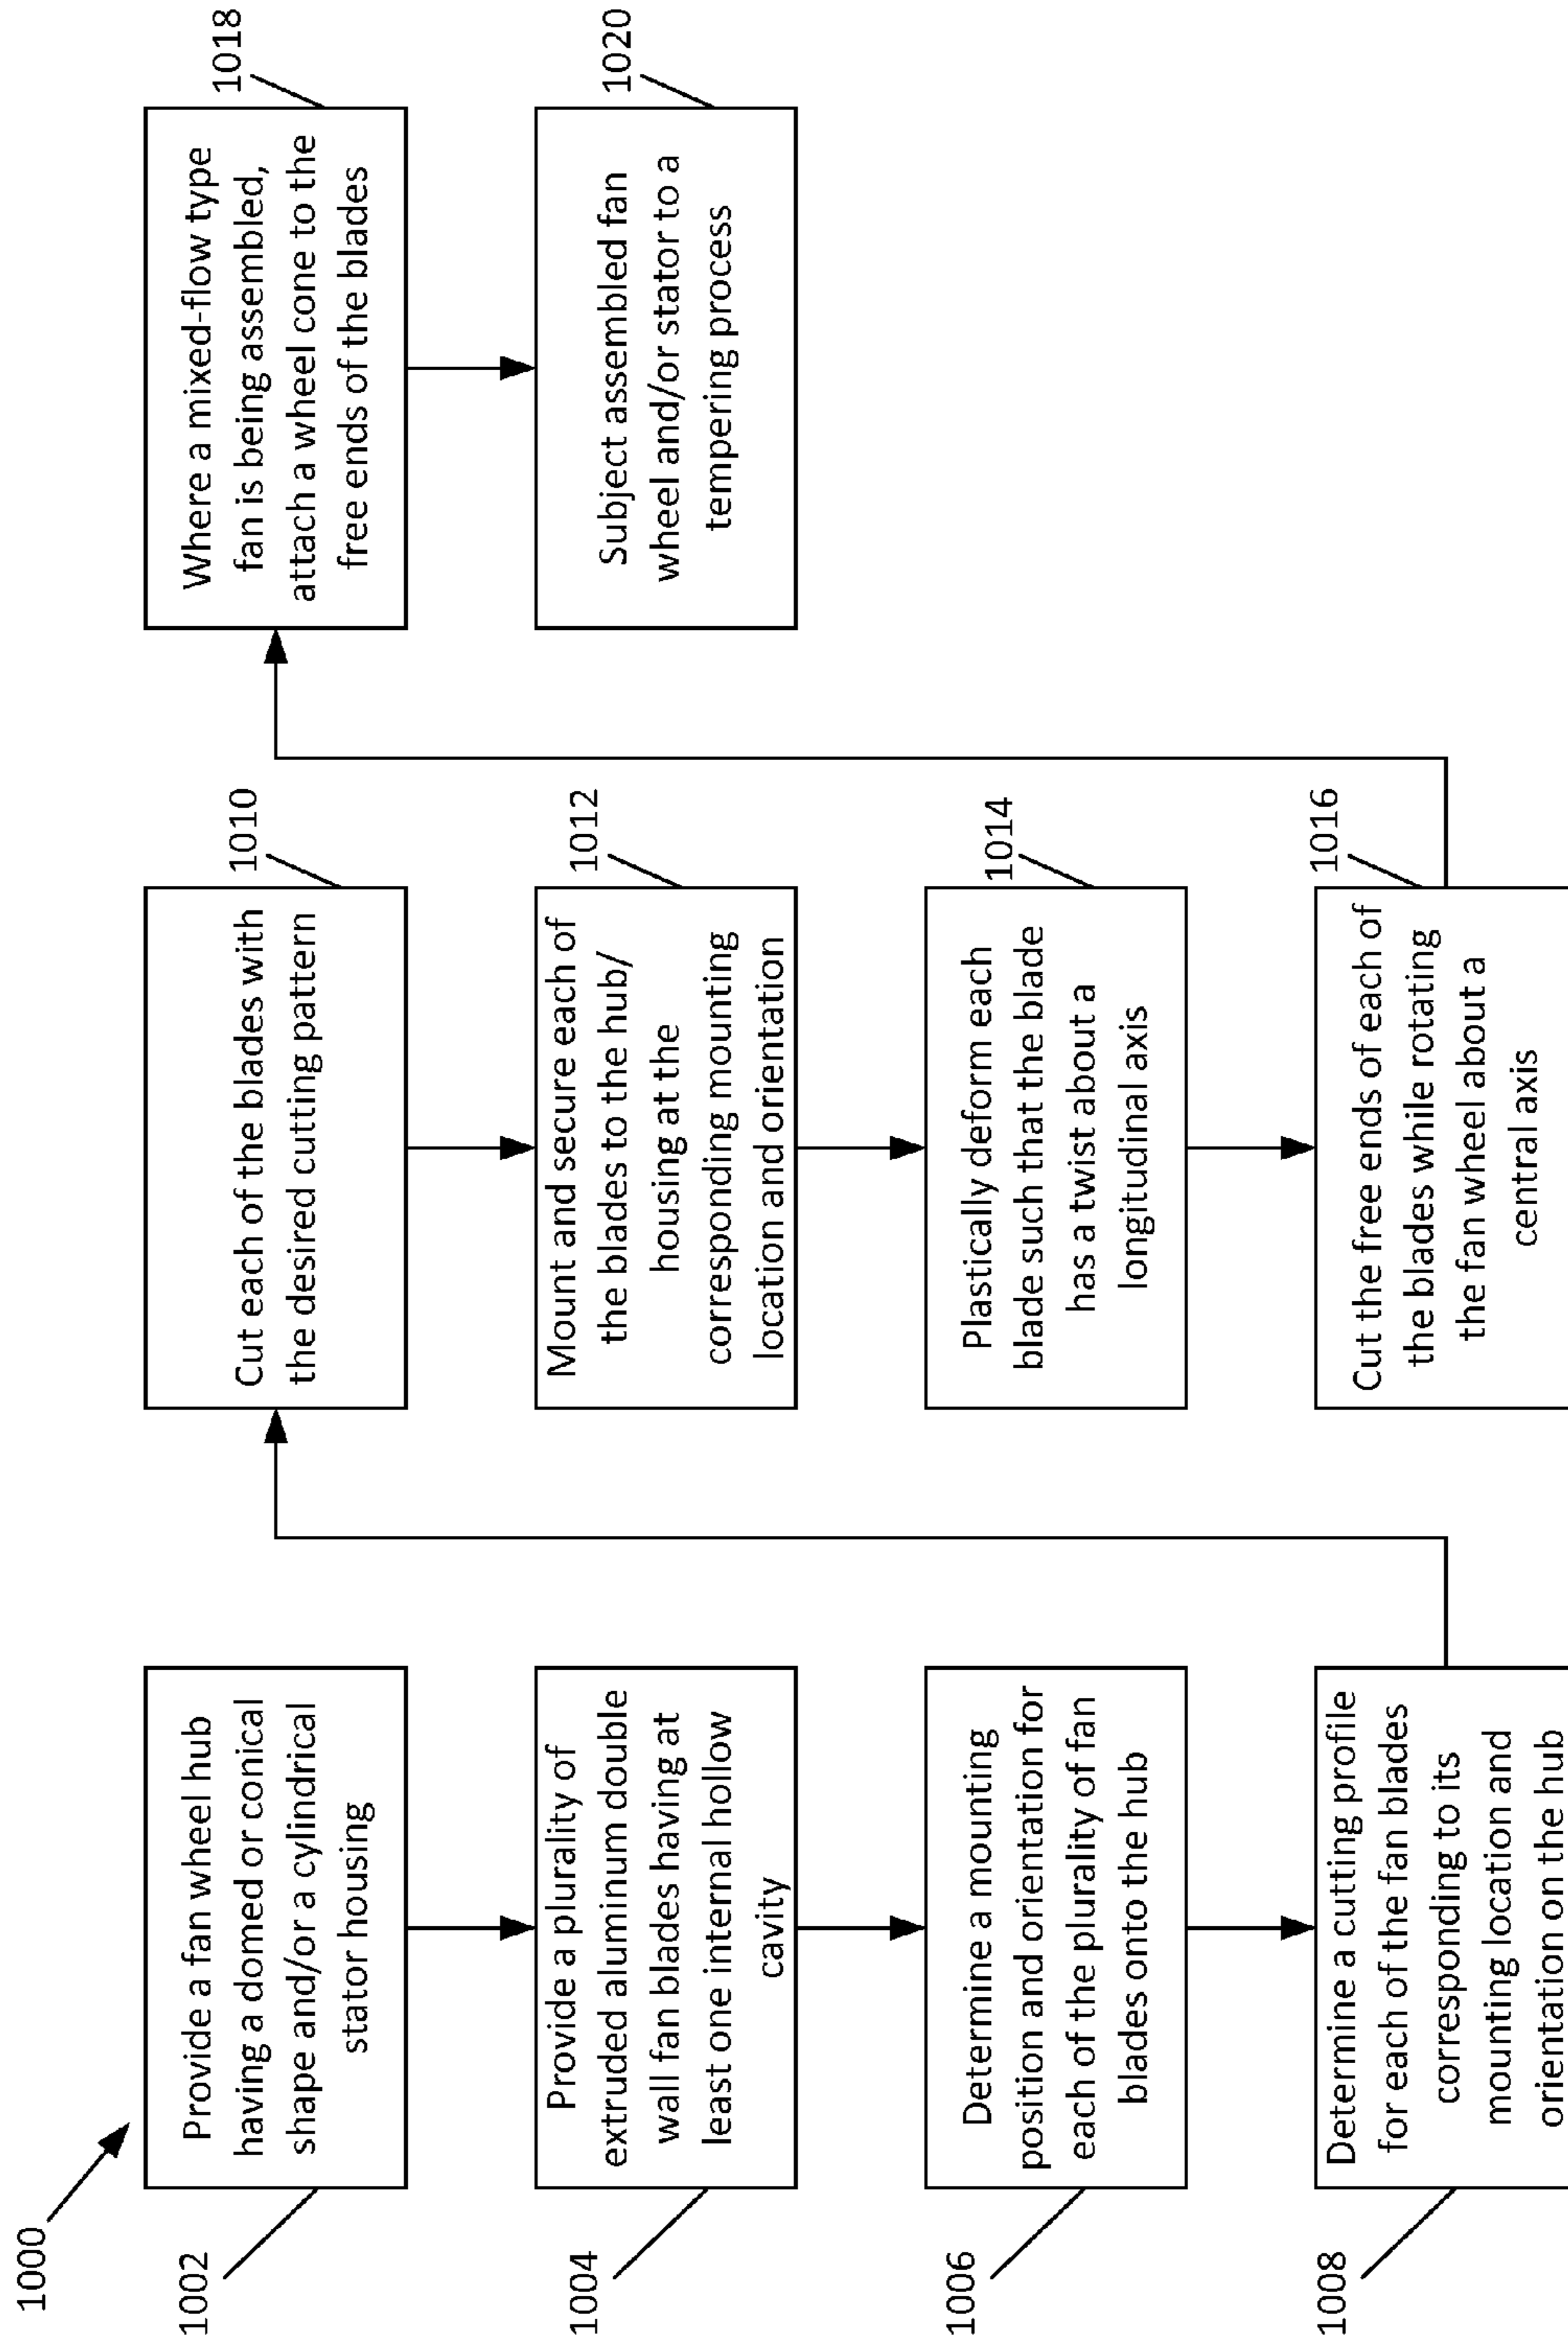 1000
1002
Provide a fan wheel hub
having a domed or conical
shape and/or a cylindrical
stator housing
1004
Provide a plurality of
extruded aluminum double
wall fan blades having at
least one internal hollow
cavity
1006
Determine a mounting
position and orientation for
each of the plurality of fan
blades onto the hub
1008
Determine a cutting profile
for each of the fan blades
corresponding to its
mounting location and
orientation on the hub
1010
Cut each of the blades with
the desired cutting pattern
1012
Mount and secure each of
the blades to the hub/
housing at the
corresponding mounting
location and orientation
1014
Plastically deform each
blade such that the blade
has a twist about a
longitudinal axis
1016
Cut the free ends of each of
the blades while rotating
the fan wheel about a
central axis
1018
Where a mixed-flow type
fan is being assembled,
attach a wheel cone to the
free ends of the blades
1020
Subject assembled fan
wheel and/or stator to a
tempering process